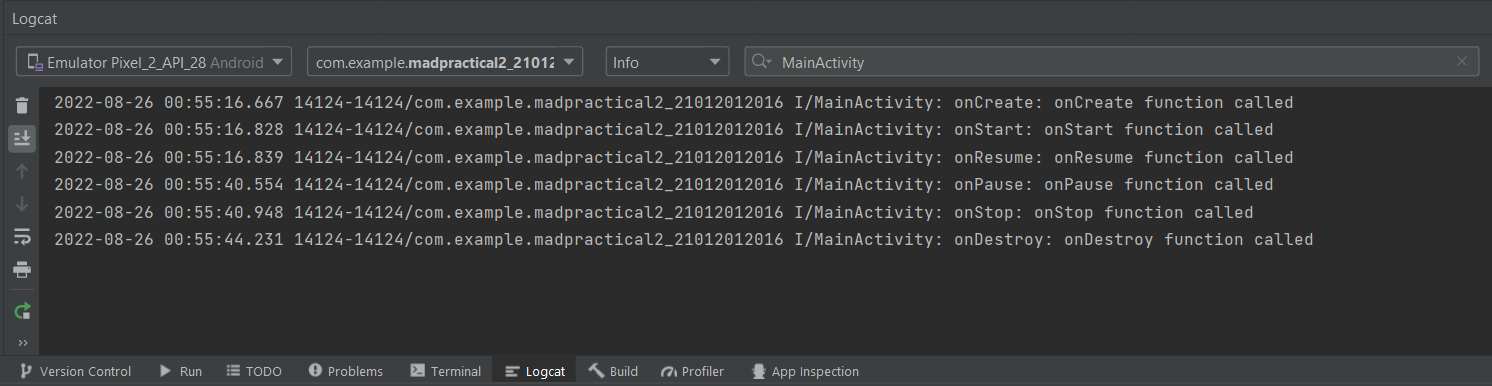 Logcat
Emulator Pixel_2_API_28 Android com.example.madpractical2_21012 Info MainActivity
2022-08-26 00:55:16.667 14124-14124/com.example.madpractical2_21012012016 I/MainActivity: onCreate: onCreate function called
2022-08-26 00:55:16.828 14124-14124/com.example.madpractical2_21012012016 I/MainActivity: onStart: onStart function called
2022-08-26 00:55:16.839 14124-14124/com.example.madpractical2_21012012016 I/MainActivity: onResume: onResume function called
2022-08-26 00:55:40.554 14124-14124/com.example.madpractical2_21012012016 I/MainActivity: onPause: onPause function called
2022-08-26 00:55:40.948 14124-14124/com.example.madpractical2_21012012016 I/MainActivity: onStop: onStop function called
2022-08-26 00:55:44.231 14124-14124/com.example.madpractical2_21012012016 I/MainActivity: onDestroy: onDestroy function called
Version Control Run TODO Problems Terminal Logcat Build Profiler App Inspection